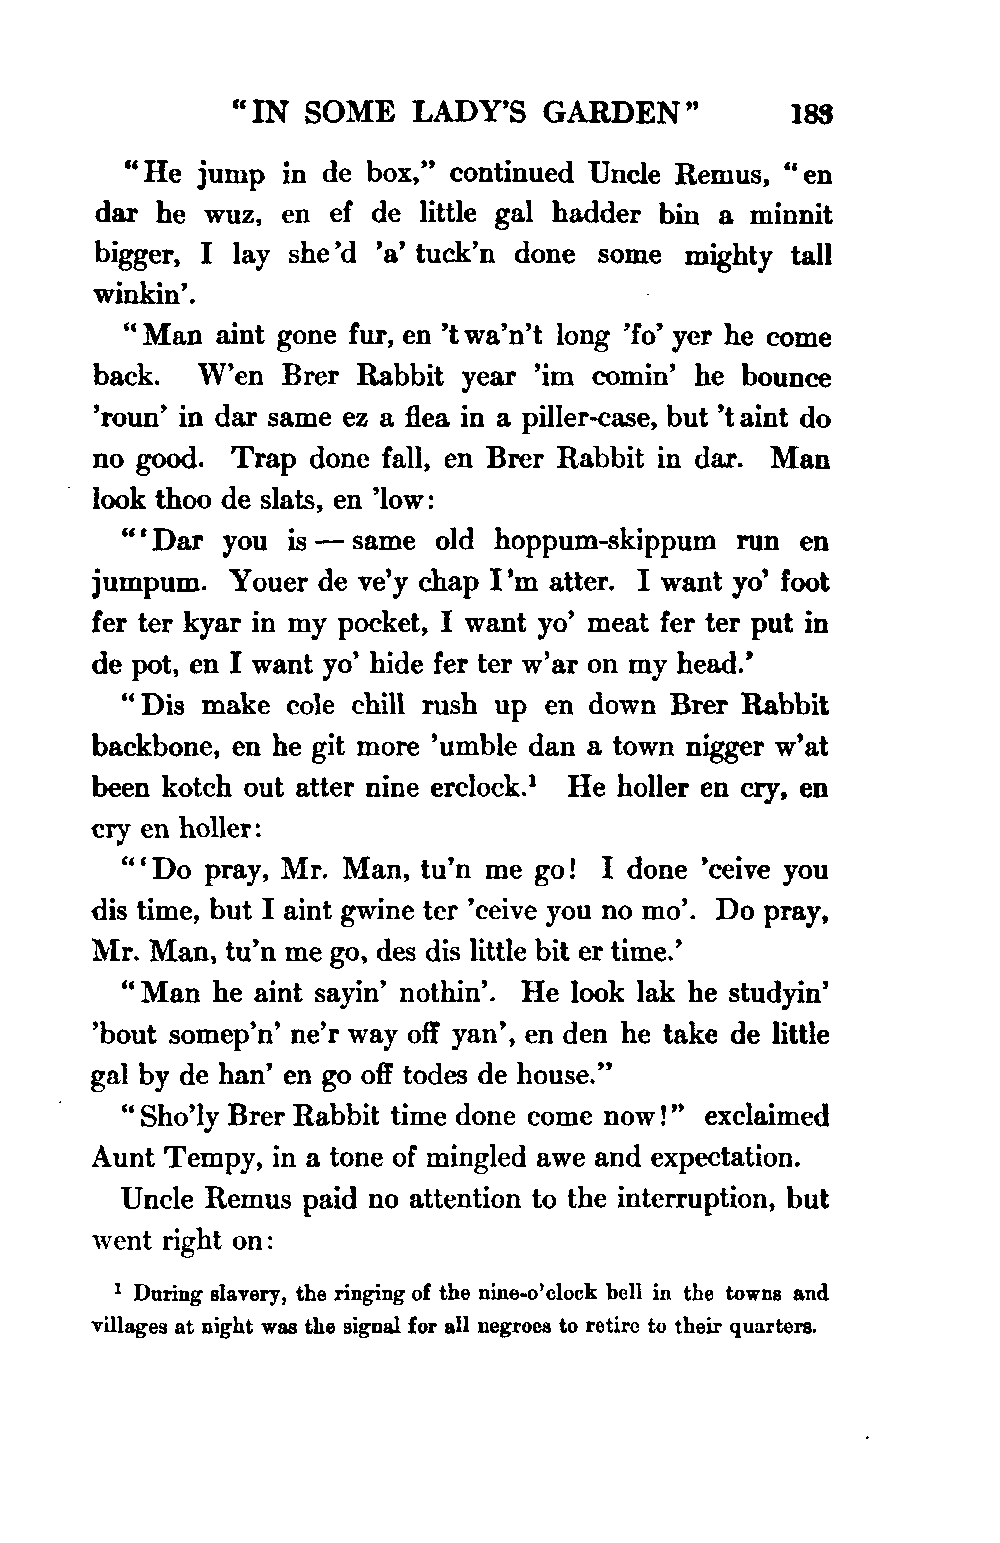 "IN SOME LADY'S GARDEN" 183
"He jump in de box," continued Uncle Remus, "en
dar he wuz, en ef de little gal hadder bin a minnit
bigger, I lay she'd 'a' tuck'n done some mighty tall
winkin'.
"Man aint gone fur, en 't wa'n't long 'fo' yer he come
back. W'en Brer Rabbit year 'im comin' he bounce
'roun' in dar same ez a flea in a piller-case, but 't aint do
no good. Trap done fall, en Brer Rabbit in dar. Man
look thoo de slats, en 'low:
"'Dar you is — same old hoppum-skippum run en
jumpum. Youer de ve'y chap I'm atter. I want yo' foot
fer ter kyar in my pocket, I want yo' meat fer ter put in
de pot, en I want yo' hide fer ter w'ar on my head.'
"Dis make cole chill rush up en down Brer Rabbit
backbone, en he git more 'umble dan a town nigger w'at
been kotch out atter nine erclock.¹ He holler en cry, en
cry en holler:
"'Do pray, Mr. Man, tu'n me go! I done 'ceive you
dis time, but I aint gwine ter 'ceive you no mo'. Do pray,
Mr. Man, tu'n me go, des dis little bit er time.'
"Man he aint sayin' nothin'. He look lak he studyin'
'bout somep'n' ne'r way off yan', en den he take de little
gal by de han' en go off todes de house."
"Sho'ly Brer Rabbit time done come now!" exclaimed
Aunt Tempy, in a tone of mingled awe and expectation.
Uncle Remus paid no attention to the interruption, but
went right on:
¹ During slavery, the ringing of the nine-o'clock bell in the towns and
villages at night was the signal for all negroes to retire to their quarters.